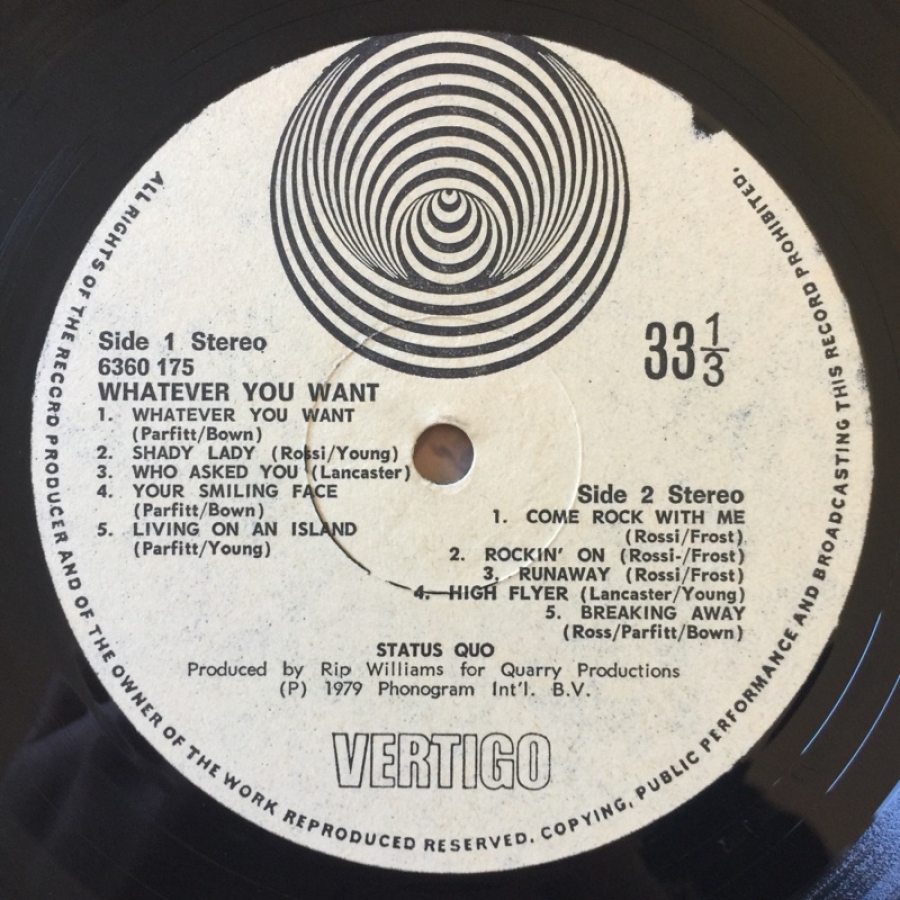 ALL RIGHTS OF THE RECCRD PRODUCER AND OF THE OWNER OF THE WORK REPRODUCED RESERVED. COPYING, PUBLIC PERFORMANCE AND BROADCASTING THIS RECORD PROHIBITED.
33 1/3
Side 1 Stereo
6360 175
WHATEVER YOU WANT
1. WHATEVER YOU WANT
(Parfitt/Bown)
2. SHADY LADY (Rossi/Young)
3. WHO ASKED YOU (Lancaster)
4. YOUR SMILING FACE
(Parfitt/Bown)
5. LIVING ON AN ISLAND
(Parfitt/Young)
Side 2 Stereo
1. COME ROCK WITH ME
(Rossi/Frost)
2. ROCKIN' ON (Rossi-/Frost)
3. RUNAWAY (Rossi/Frost)
4. HIGH FLYER (Lancaster/Young)
5. BREAKING AWAY
(Ross/Parfitt/Bown)
STATUS QUO
Produced by Rip Williams for Quarry Productions
(P) 1979 Phonogram Int'l. B.V.
VERTIGO